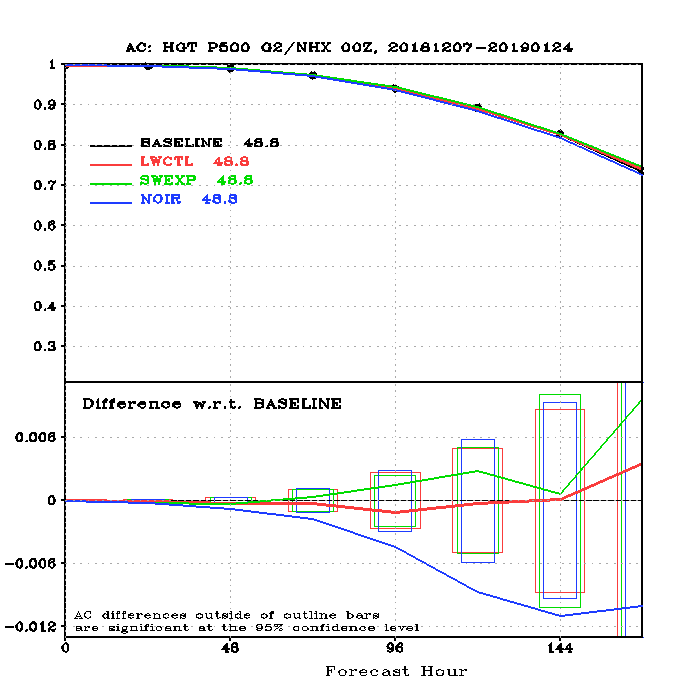 AC: HGT P500 G2/NHX 00Z, 20181207-20190124
1
0.9
0.8
0.7
0.6
0.5
0.4
0.3
BASELINE 48.8
LWCTL 48.8
SWEXP 48.8
NOIR 48.8
Difference w.r.t. BASELINE
0.006
0
-0.006
-0.012
AC differences outside of outline bars
are significant at the 95% confidence level
0 48 96 144
Forecast Hour